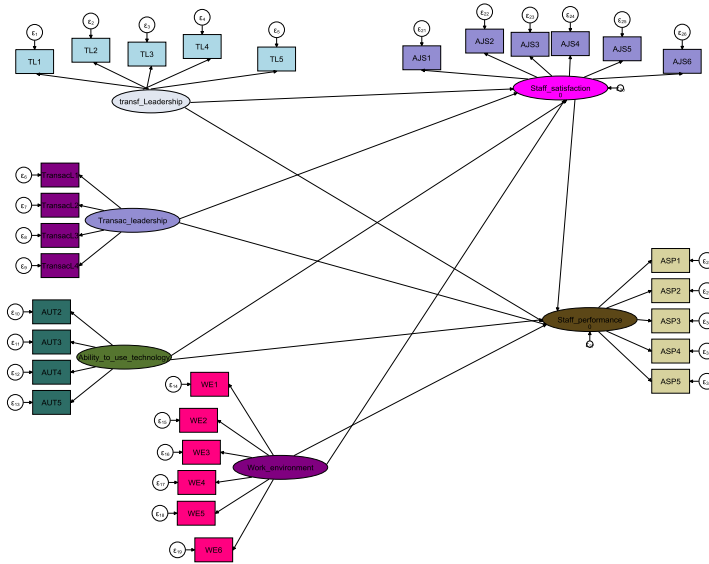 ε1
ε2
ε3
ε4
ε5
TL1
TL2
TL3
TL4
TL5
transf_Leadership
ε21
ε22
ε23
ε24
ε25
ε26
AJS1
AJS2
AJS3
AJS4
AJS5
AJS6
Staff_satisfaction
0
ε6
ε7
ε8
ε9
Transac_leadership
ε10
ε11
ε12
ε13
AUT2
AUT3
AUT4
AUT5
Ability_to_use_technology
ε14
ε15
ε16
ε17
ε18
ε19
WE1
WE2
WE3
WE4
WE5
WE6
Work_environment
Staff_performance
0
ASP1
ASP2
ASP3
ASP4
ASP5